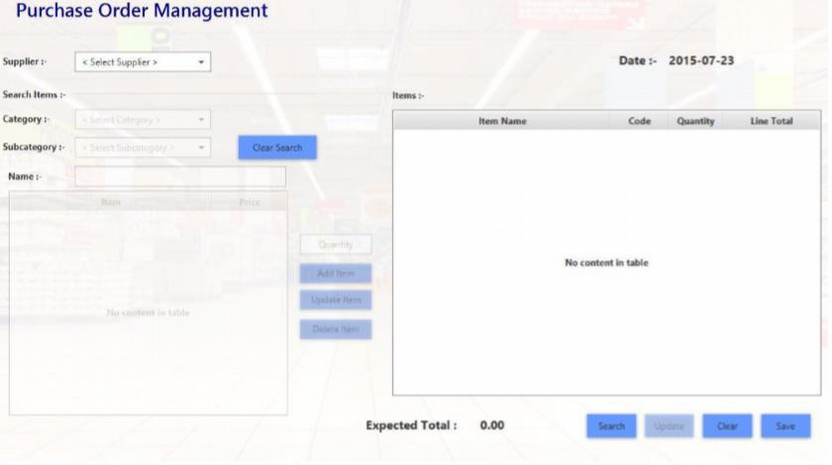 Purchase Order Management
Supplier :-
< Select Supplier >
Date :- 2015-07-23
Search Items :-
Category :-
< Select Category >
Subcategory :-
< Select Subcategory >
Clear Search
Name :-
Item Price
No content in table
Quantity
Add Item
Update Item
Delete Item
Items :-
Item Name Code Quantity Line Total
No content in table
Expected Total : 0.00
Search Update Clear Save